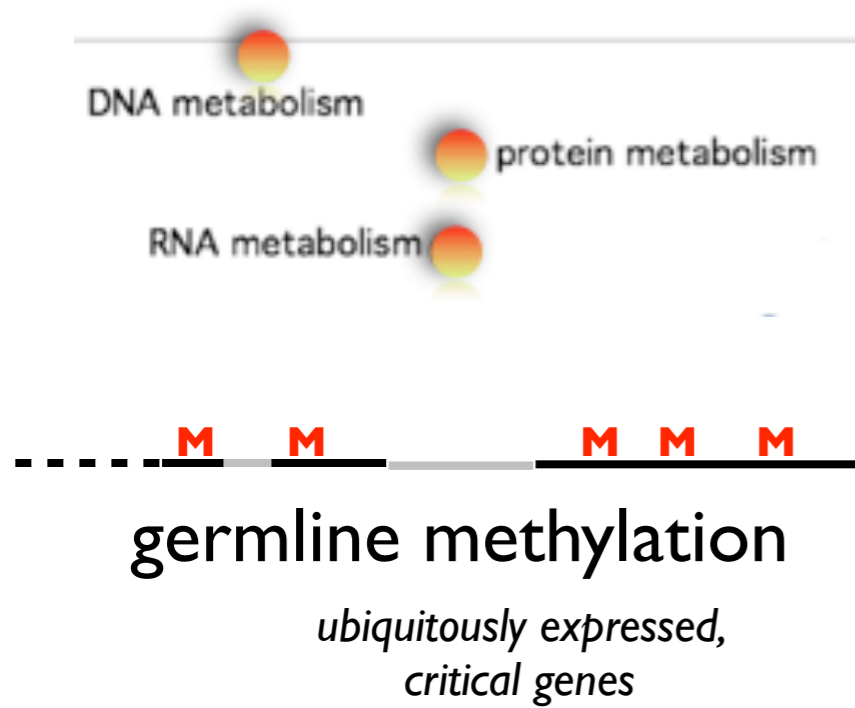 DNA metabolism
protein metabolism
RNA metabolism
M M M M M
germline methylation
ubiquitously expressed,
critical genes